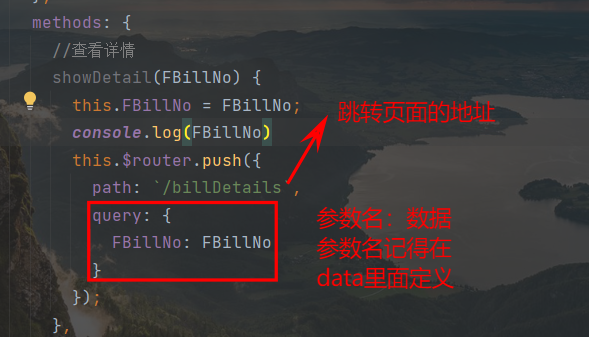 },
methods: {
//查看详情
showDetail(FBillNo) {
this.FBillNo = FBillNo;
console.log(FBillNo)
this.$router.push({
path: `/billDetails`,
query: {
FBillNo: FBillNo
}
});
},
跳转页面的地址
参数名：数据
参数名记得在
data里面定义